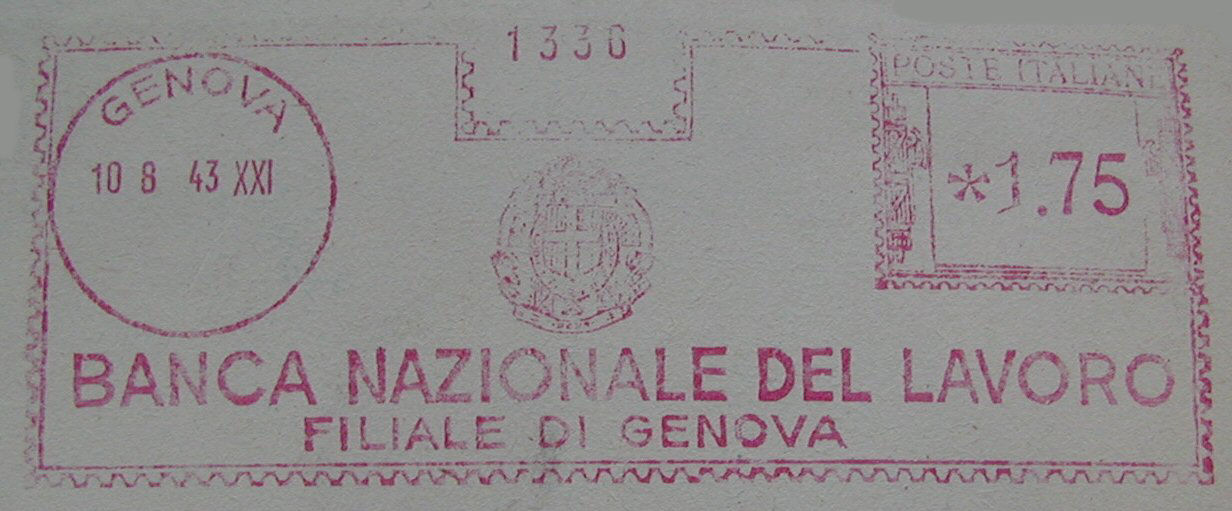 1336
GENOVA
10 8 43 XXI
POSTE ITALIANE
*1.75
BANCA NAZIONALE DEL LAVORO
FILIALE DI GENOVA